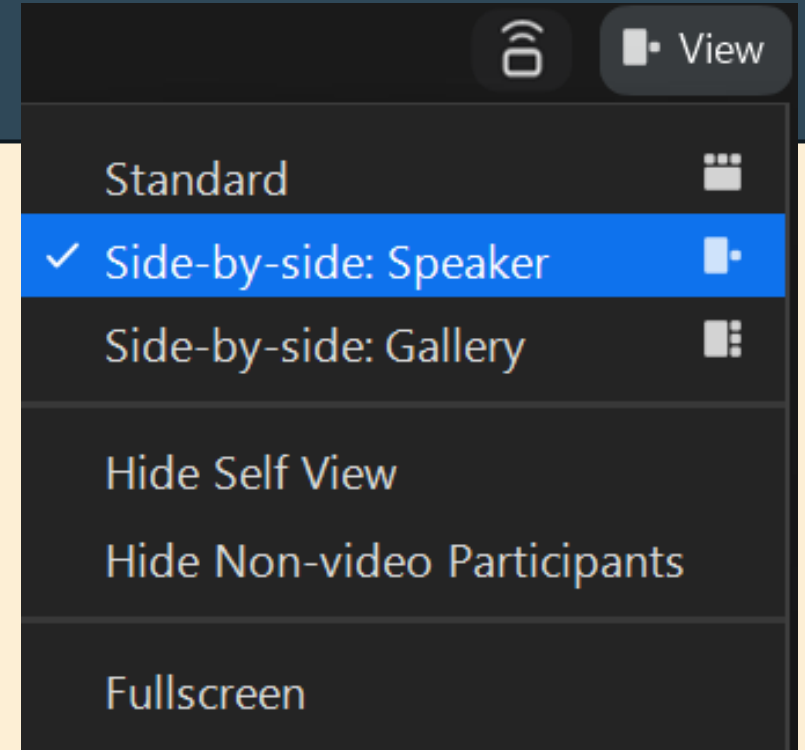 View
Standard
Side-by-side: Speaker
Side-by-side: Gallery
Hide Self View
Hide Non-video Participants
Fullscreen